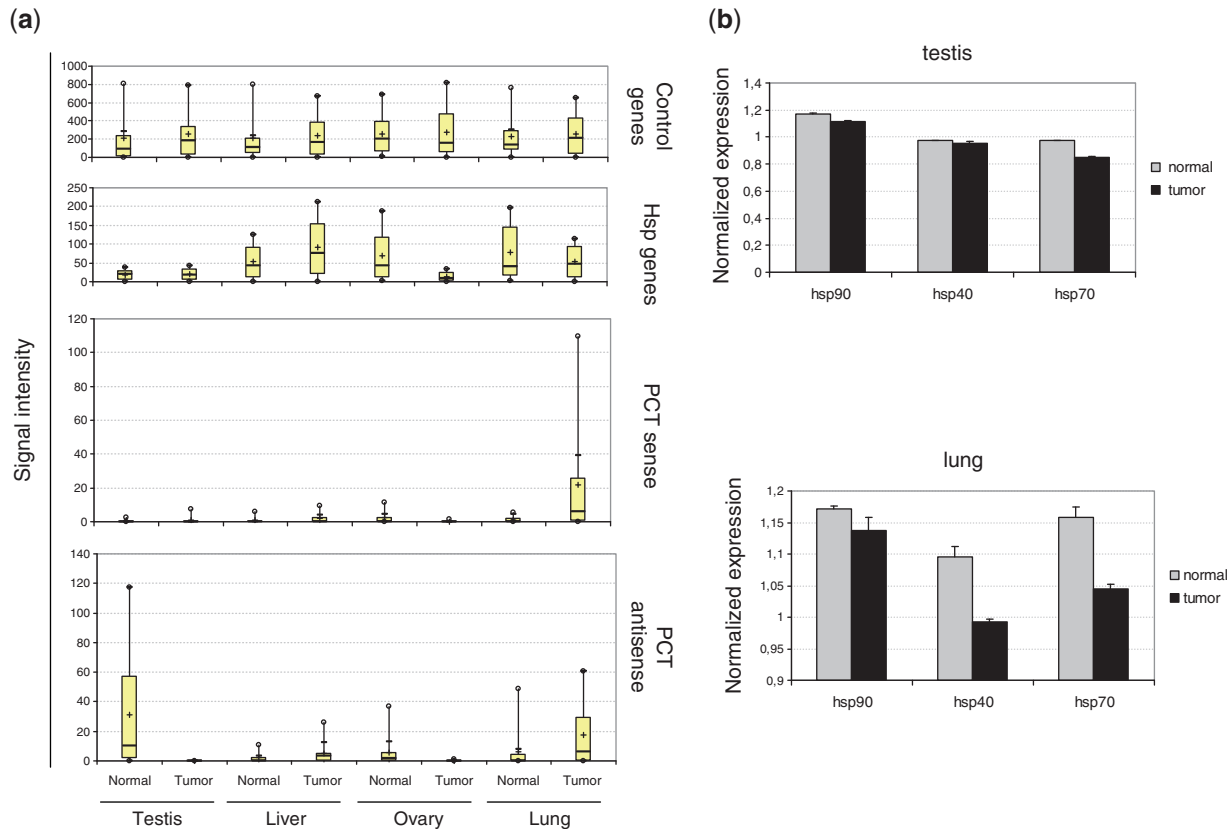 (a)
Signal intensity
1000
800
600
400
200
0
Control
genes
250
200
150
100
50
0
Hsp genes
120
100
80
60
40
20
0
PCT sense
140
120
100
80
60
40
20
0
PCT
antisense
Normal Tumor Normal Tumor Normal Tumor Normal Tumor
Testis Liver Ovary Lung
(b)
testis
Normalized expression
1,4
1,2
1
0,8
0,6
0,4
0,2
0
hsp90 hsp40 hsp70
normal
tumor
lung
Normalized expression
1,2
1,15
1,1
1,05
1
0,95
0,9
hsp90 hsp40 hsp70
normal
tumor